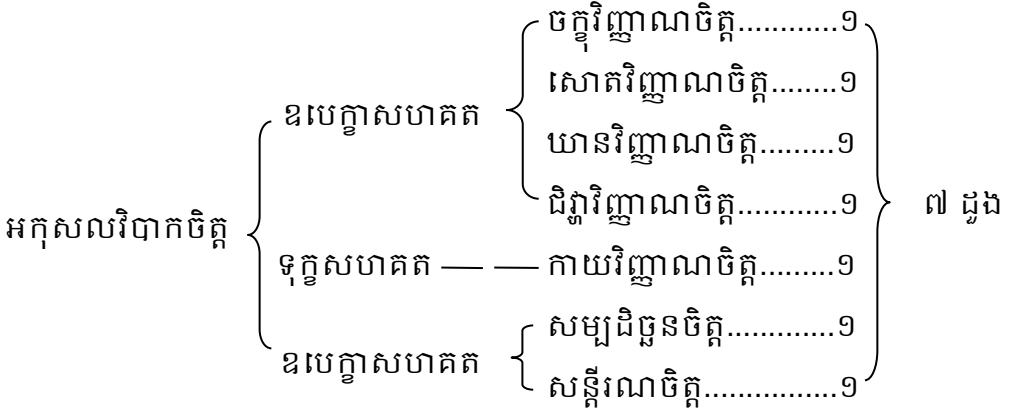 ចក្ខុវិញ្ញាណចិត្ត............១
សោតវិញ្ញាណចិត្ត........១
ឧបេក្ខាសហគត
ឃានវិញ្ញាណចិត្ត.........១
ជិវ្ហាវិញ្ញាណចិត្ត...........១
៧ ដួង
អកុសលវិបាកចិត្ត
ទុក្ខសហគត — — កាយវិញ្ញាណចិត្ត.........១
សម្បដិច្ឆនចិត្ត.............១
ឧបេក្ខាសហគត
សន្តីរណចិត្ត................១